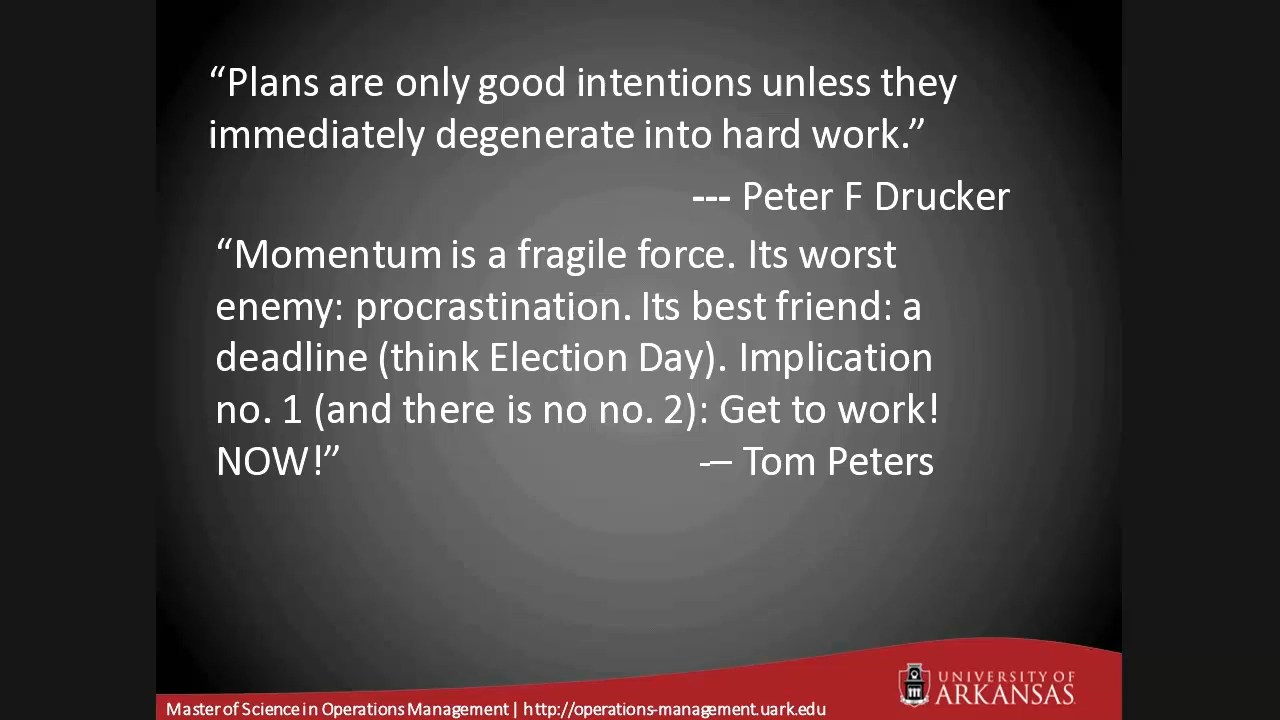 “Plans are only good intentions unless they
immediately degenerate into hard work.”
--- Peter F Drucker
“Momentum is a fragile force. Its worst
enemy: procrastination. Its best friend: a
deadline (think Election Day). Implication
no. 1 (and there is no no. 2): Get to work!
NOW!” -– Tom Peters
UNIVERSITY OF
ARKANSAS
Master of Science in Operations Management | http://operations-management.uark.edu